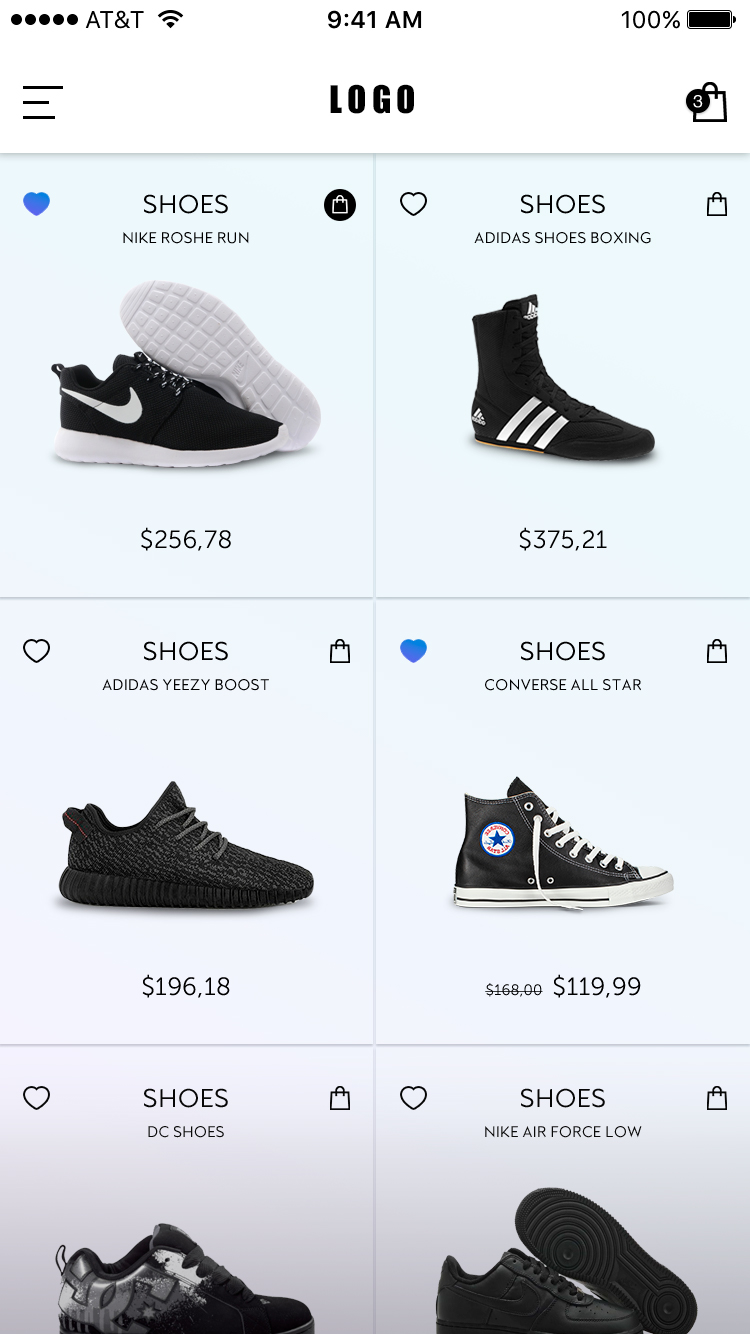 AT&T 9:41 AM 100%
LOGO
3
SHOES
NIKE ROSHE RUN
$256,78
SHOES
ADIDAS SHOES BOXING
adidas
$375,21
SHOES
ADIDAS YEEZY BOOST
$196,18
SHOES
CONVERSE ALL STAR
$168,00 $119,99
SHOES
DC SHOES
SHOES
NIKE AIR FORCE LOW